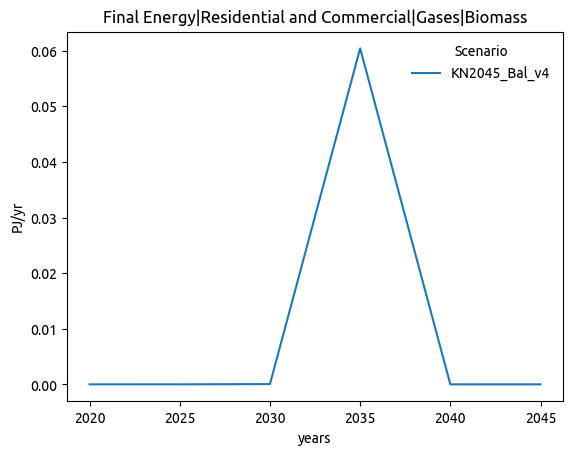 Final Energy|Residential and Commercial|Gases|Biomass
Scenario
KN2045_Bal_v4
PJ/yr
0.06
0.05
0.04
0.03
0.02
0.01
0.00
2020 2025 2030 2035 2040 2045
years